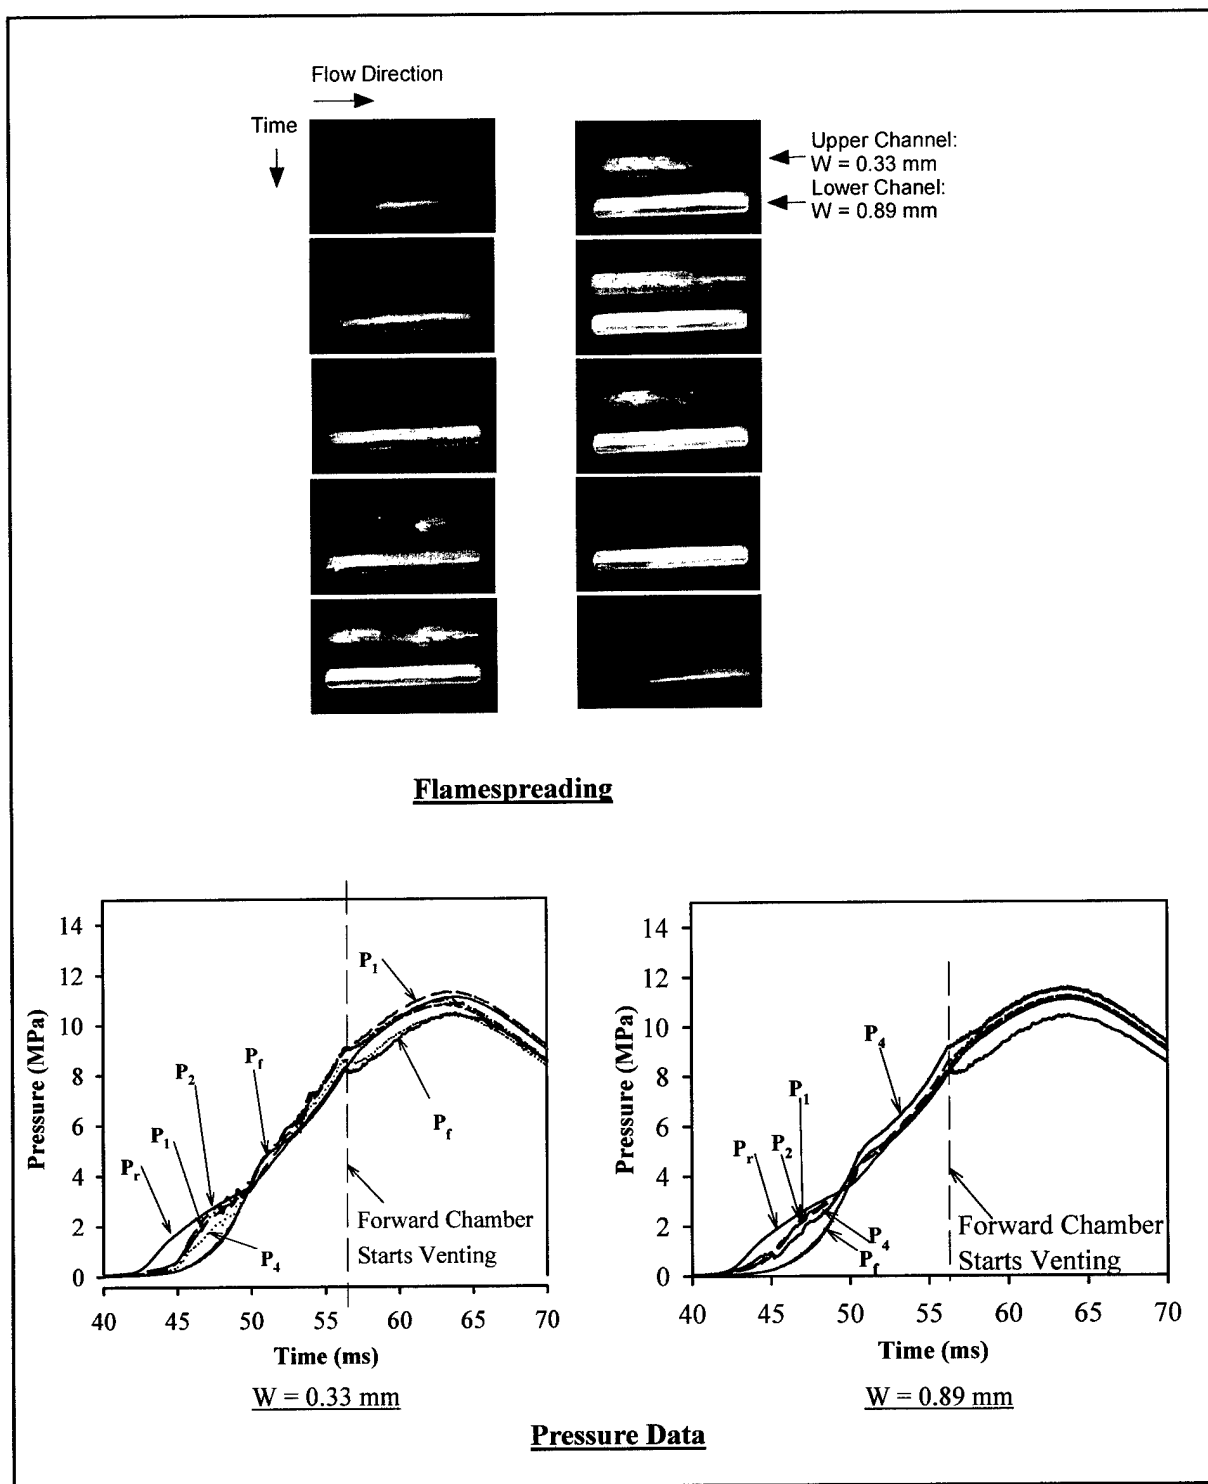 Flow Direction
Time
Upper Channel:
W = 0.33 mm
Lower Chanel:
W = 0.89 mm
Flamespreading
14
12
10
8
6
4
2
0
Pressure (MPa)
P1
Pf
P2
P1
Pr
Pf
P4
Forward Chamber
Starts Venting
40 45 50 55 60 65 70
Time (ms)
W = 0.33 mm
14
12
10
8
6
4
2
0
Pressure (MPa)
P4
P1
P2
Pr
P4
Pf
Forward Chamber
Starts Venting
40 45 50 55 60 65 70
Time (ms)
W = 0.89 mm
Pressure Data